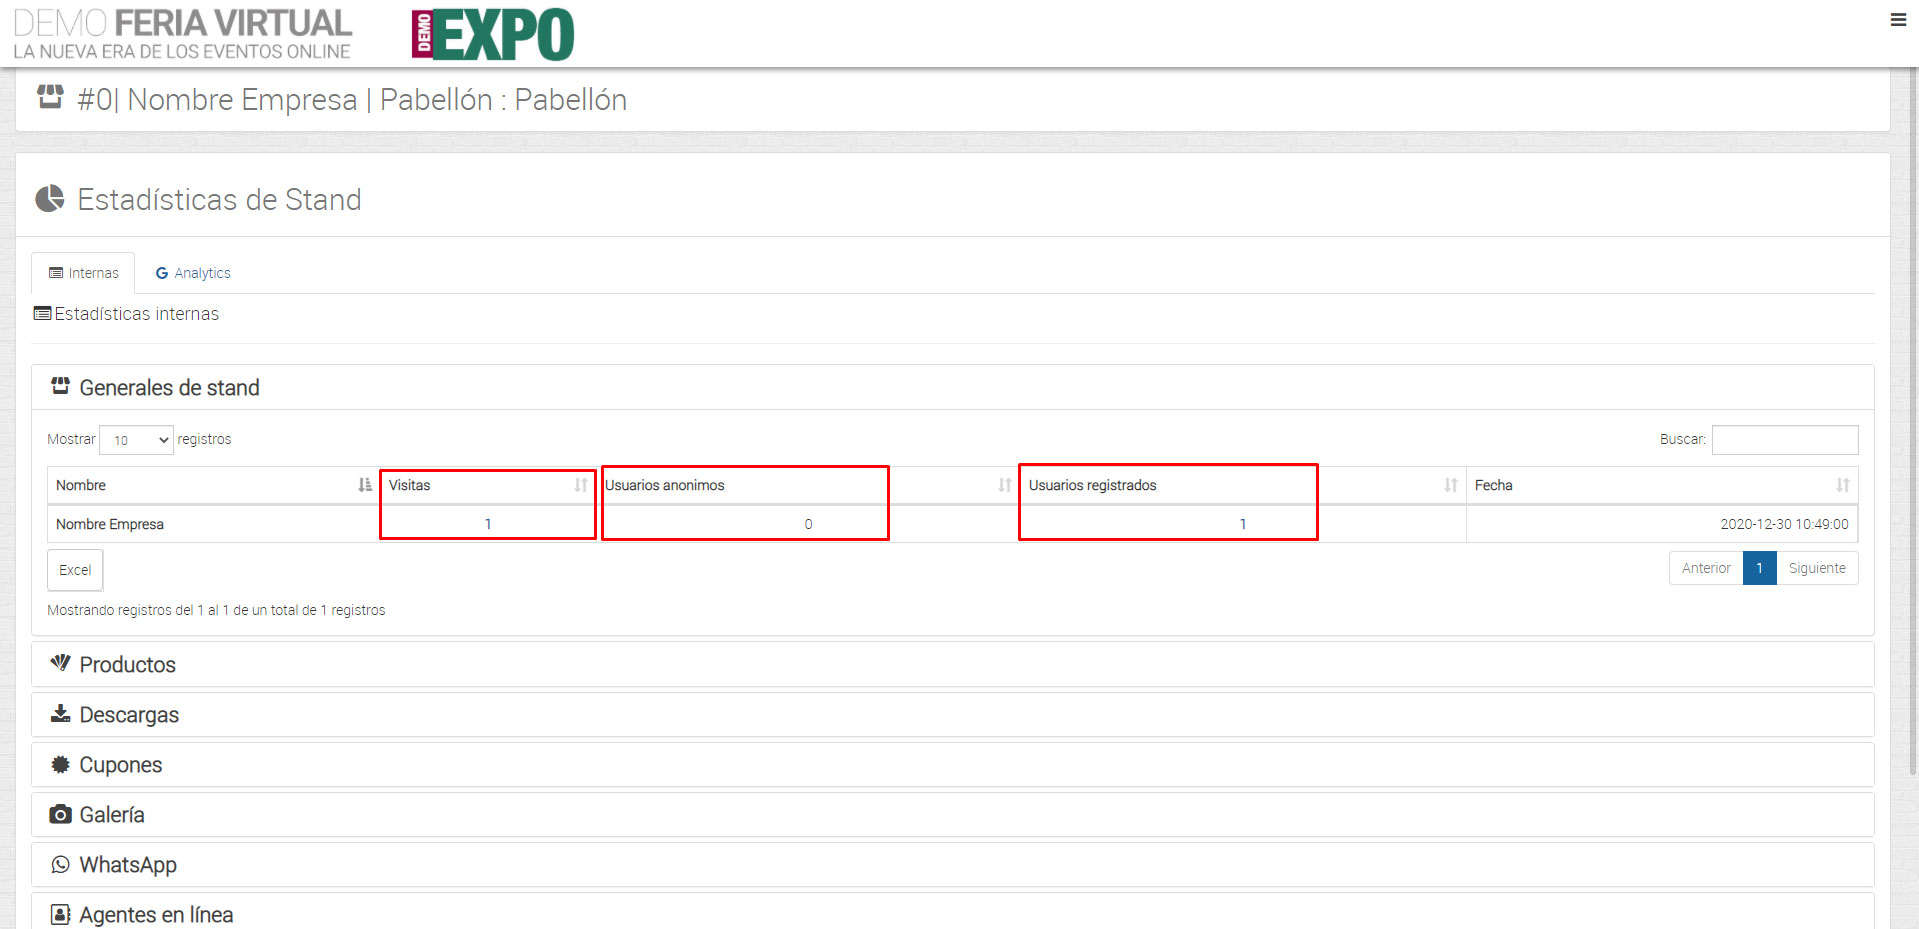 DEMO FERIA VIRTUAL
LA NUEVA ERA DE LOS EVENTOS ONLINE
DEMO EXPO
#0| Nombre Empresa | Pabellón : Pabellón
Estadísticas de Stand
Internas
Analytics
Estadísticas internas
Generales de stand
Mostrar 10 registros
Buscar:
Nombre Visitas Usuarios anonimos Usuarios registrados Fecha
Nombre Empresa 1 0 1 2020-12-30 10:49:00
Excel
Anterior 1 Siguiente
Mostrando registros del 1 al 1 de un total de 1 registros
Productos
Descargas
Cupones
Galería
WhatsApp
Agentes en línea